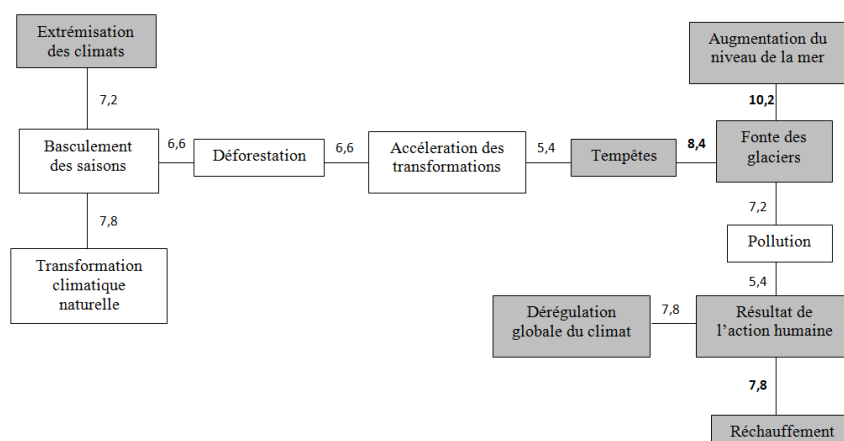 Extrémisation
des climats
Augmentation du
niveau de la mer
7,2
10,2
Basculement
des saisons
6,6
Déforestation
6,6
Accéleration des
transformations
5,4
Tempêtes
8,4
Fonte des
glaciers
7,8
7,2
Transformation
climatique
naturelle
Pollution
5,4
Dérégulation
globale du climat
7,8
Résultat de
l’action humaine
7,8
Réchauffement